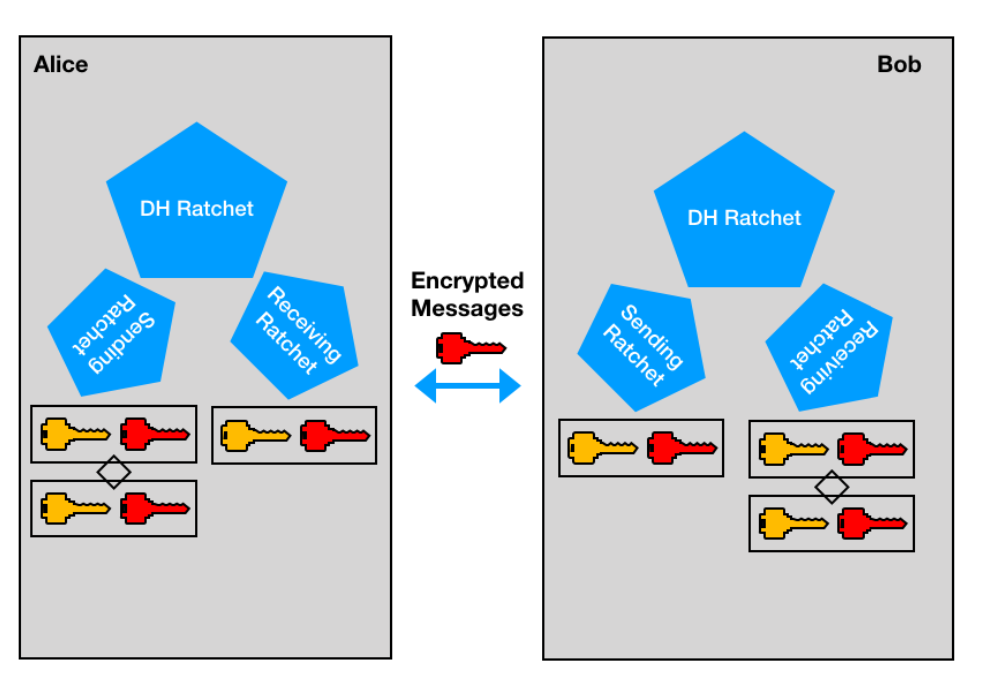 Alice
DH Ratchet
Sending
Ratchet
Receiving
Ratchet
Encrypted
Messages
Bob
DH Ratchet
Sending
Ratchet
Receiving
Ratchet